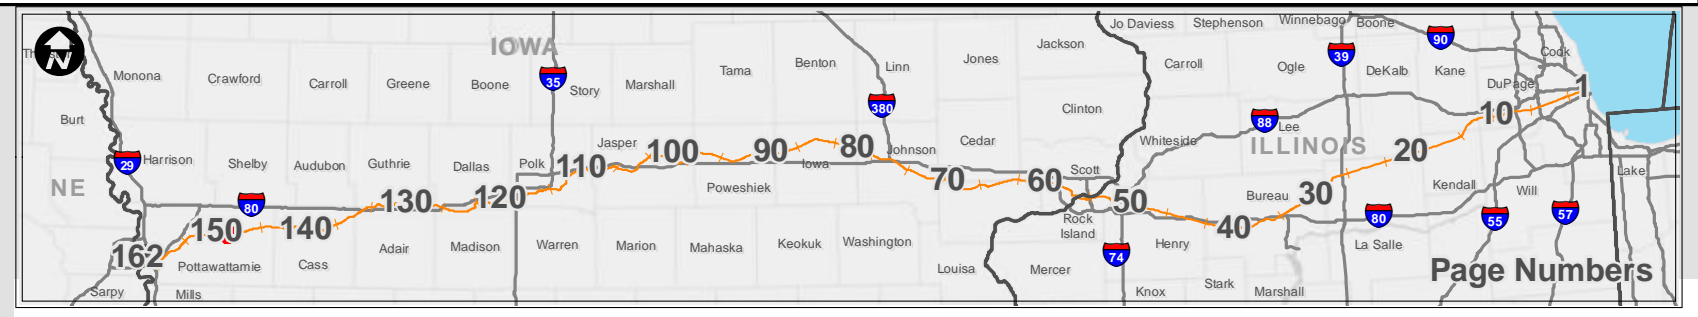 Jo Daviess Stephenson Winnebago Boone
N
IOWA
Jackson
39
90
Cook
Monona Crawford Carroll Greene Boone
35
Story Marshall
Tama Benton Linn Jones
Carroll Ogle DeKalb Kane
DuPage
1
380
Clinton
10
Burt
88
Lee
Whiteside
ILLINOIS
20
29
Harrison Shelby Audubon Guthrie Dallas Polk
Jasper
110 100 90 80
Iowa
Johnson
Cedar
Scott
Lake
NE
80
130 120
Poweshiek
70 60 50
Bureau
30
Kendall
Will
150 140
162
Rock
Island
40
80
55
57
Adair Madison Warren Marion Mahaska Keokuk Washington
Henry
La Salle
74
Pottawattamie Cass
Louisa Mercer
Page Numbers
Sarpy Mills
Knox Stark Marshall